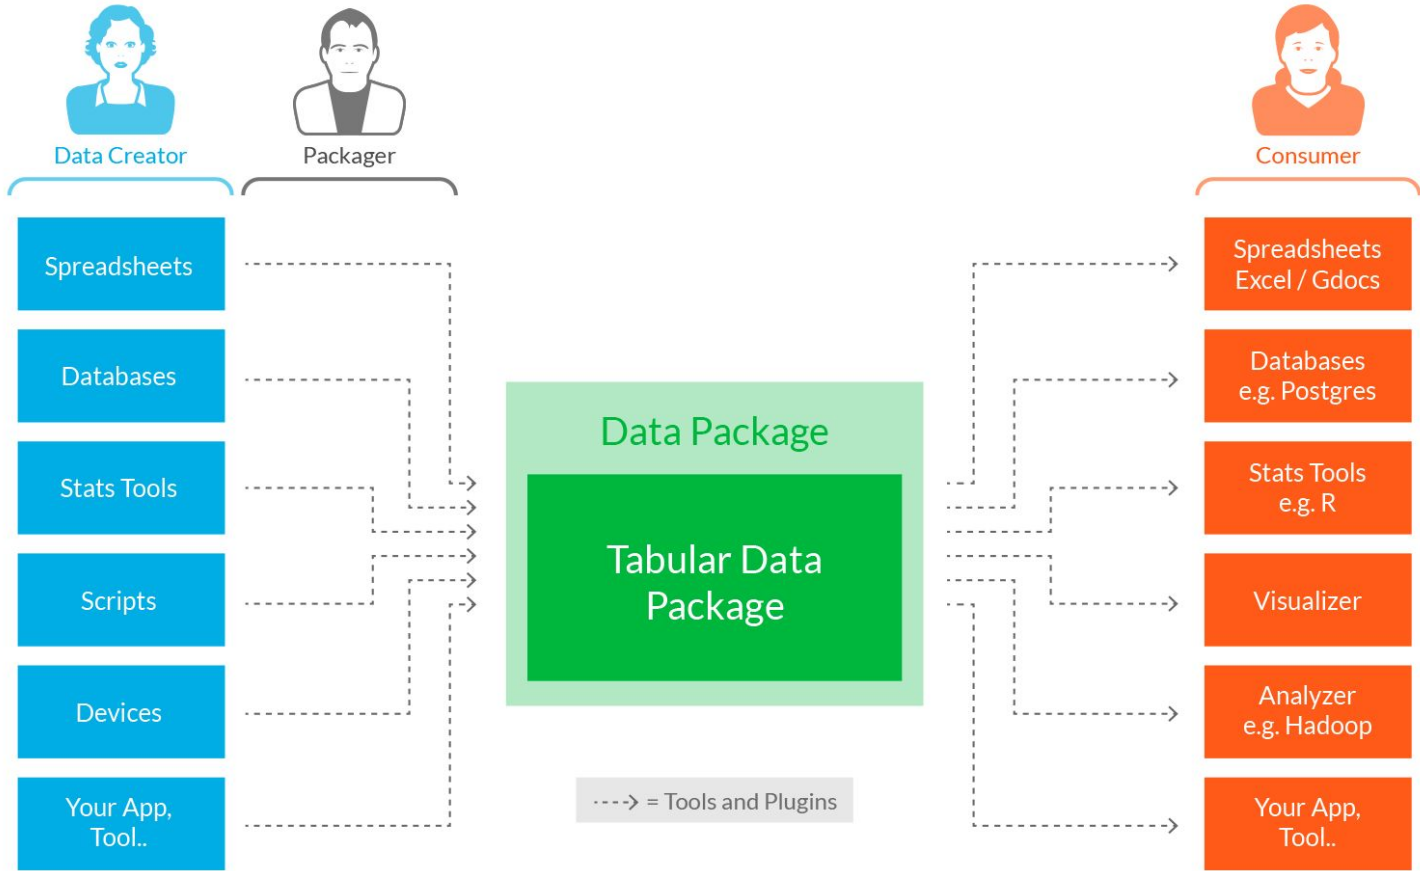 Data Creator
Packager
Consumer
Spreadsheets
Databases
Stats Tools
Scripts
Devices
Your App,
Tool..
Data Package
Tabular Data
Package
----> = Tools and Plugins
Spreadsheets
Excel / Gdocs
Databases
e.g. Postgres
Stats Tools
e.g. R
Visualizer
Analyzer
e.g. Hadoop
Your App,
Tool..